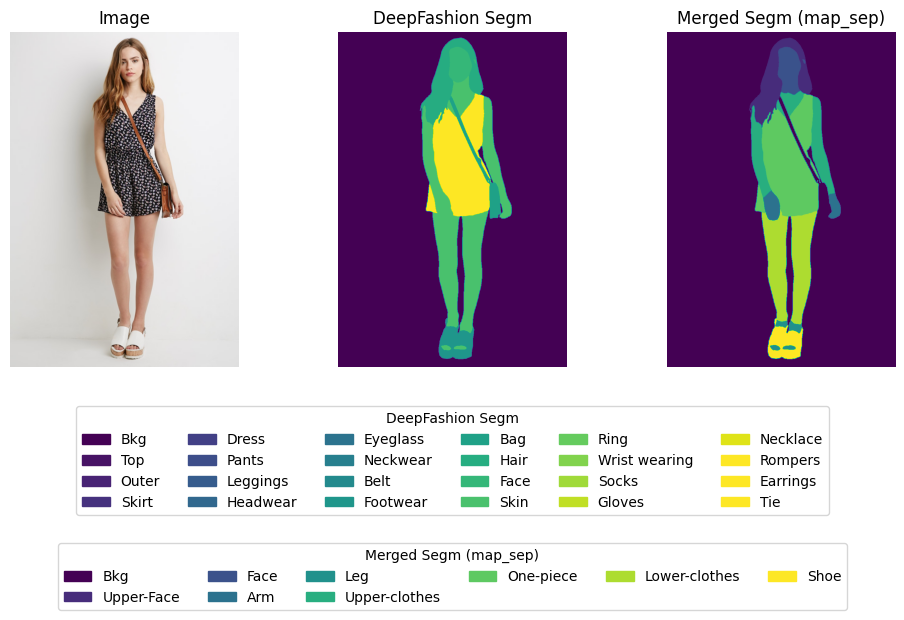 Image
DeepFashion Segm
Merged Segm (map_sep)
DeepFashion Segm
Bkg Dress Eyeglass Bag Ring Necklace
Top Pants Neckwear Hair Wrist wearing Rompers
Outer Leggings Belt Face Socks Earrings
Skirt Headwear Footwear Skin Gloves Tie
Merged Segm (map_sep)
Bkg Face Leg One-piece Lower-clothes Shoe
Upper-Face Arm Upper-clothes